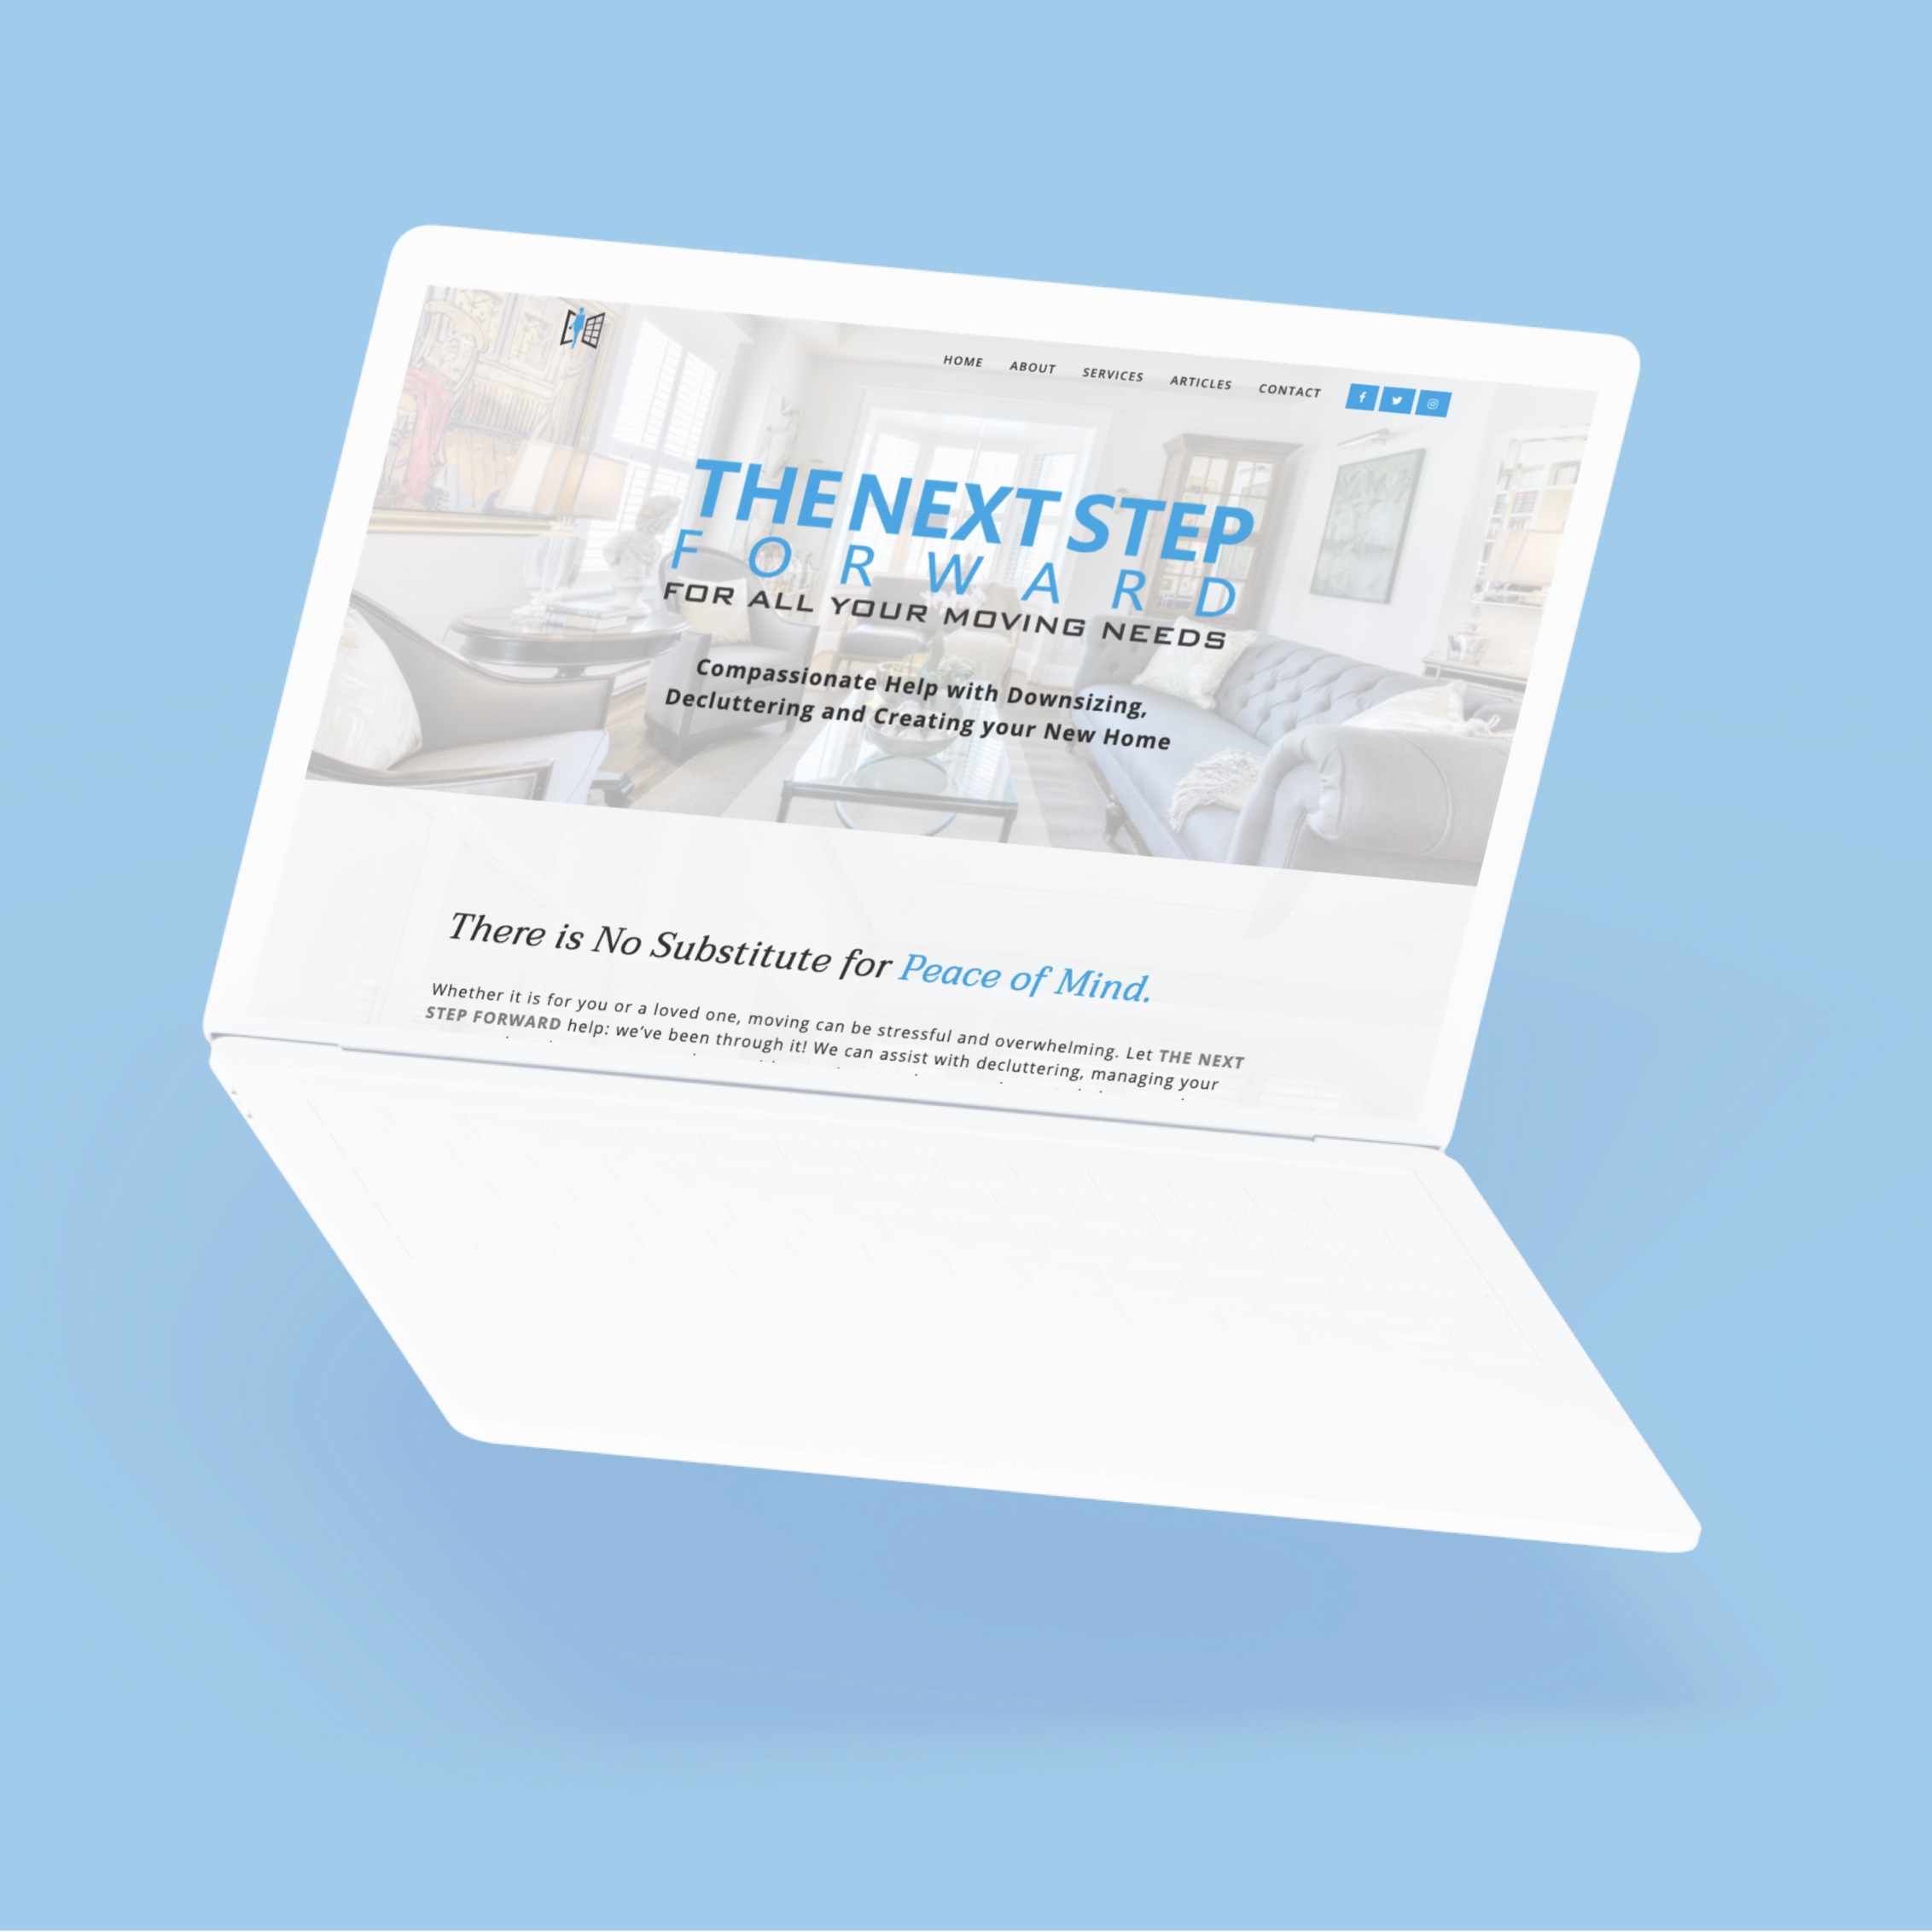 HOME ABOUT SERVICES ARTICLES CONTACT
THE NEXT STEP
FORWARD
FOR ALL YOUR MOVING NEEDS
Compassionate Help with Downsizing,
Decluttering and Creating your New Home
There is No Substitute for Peace of Mind.
Whether it is for you or a loved one, moving can be stressful and overwhelming. Let THE NEXT
STEP FORWARD help: we’ve been through it! We can assist with decluttering, managing your